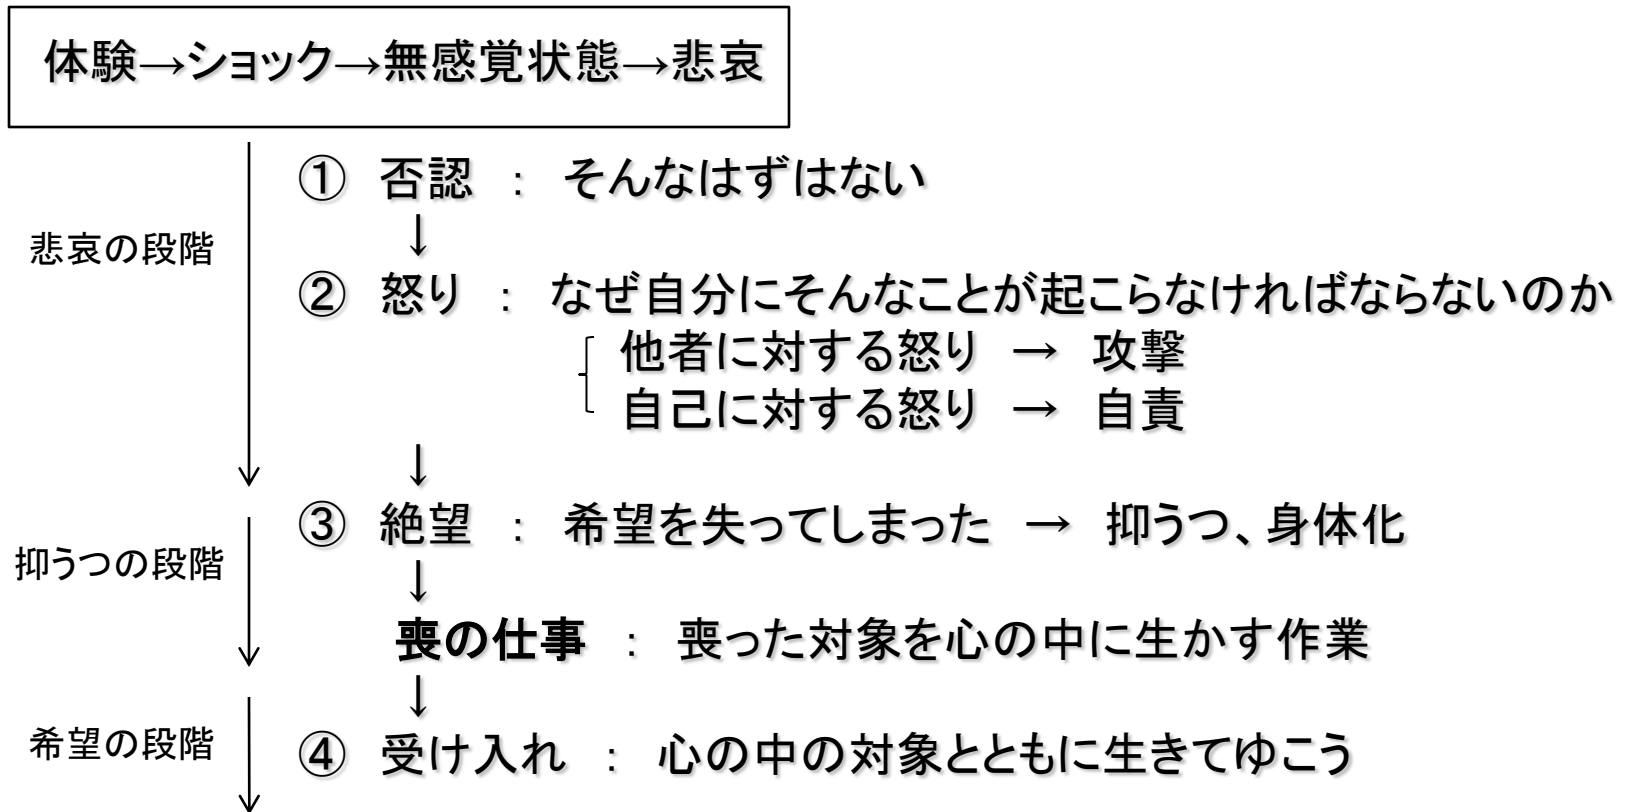 体験→ショック→無感覚状態→悲哀
① 否認 : そんなはずはない
↓
悲哀の段階
② 怒り : なぜ自分にそんなことが起こらなければならないのか
他者に対する怒り → 攻撃
自己に対する怒り → 自責
↓
③ 絶望 : 希望を失ってしまった → 抑うつ、身体化
抑うつの段階
↓
喪の仕事 : 喪った対象を心の中に生かす作業
↓
希望の段階
④ 受け入れ : 心の中の対象とともに生きてゆこう